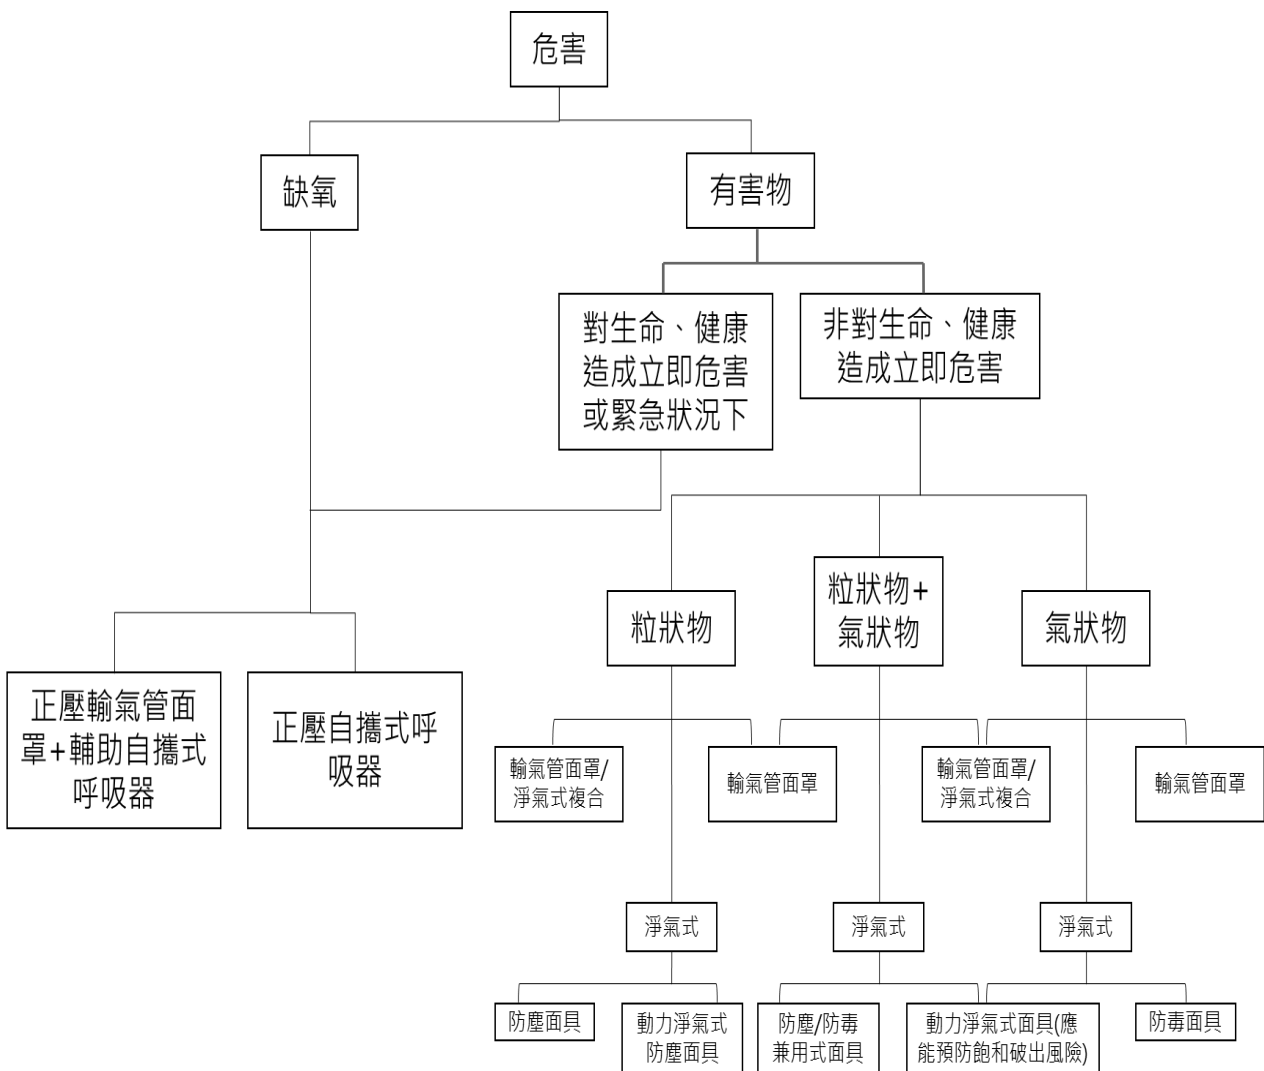 危害
缺氧
有害物
對生命、健康
造成立即危害
或緊急狀況下
非對生命、健康
造成立即危害
粒狀物
粒狀物+
氣狀物
氣狀物
正壓輸氣管面
罩+輔助自攜式
呼吸器
正壓自攜式呼
吸器
輸氣管面罩/
淨氣式複合
輸氣管面罩
輸氣管面罩/
淨氣式複合
輸氣管面罩
淨氣式
淨氣式
淨氣式
防塵面具
動力淨氣式
防塵面具
防塵/防毒
兼用式面具
動力淨氣式面具(應
能預防飽和破出風險)
防毒面具